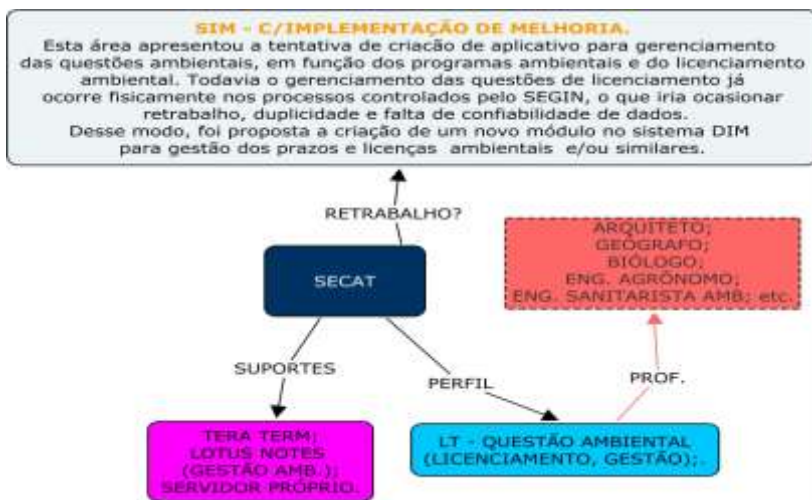 SIM - C/IMPLEMENTAÇÃO DE MELHORIA.
Esta área apresentou a tentativa de criacão de aplicativo para gerenciamento
das questões ambientais, em função dos programas ambientais e do licenciamento
ambiental. Todavia o gerenciamento das questões de licenciamento já
ocorre fisicamente nos processos controlados pelo SEGIN, o que iria ocasionar
retrabalho, duplicidade e falta de confiabilidade de dados.
Desse modo, foi proposta a criação de um novo módulo no sistema DIM
para gestão dos prazos e licenças ambientais e/ou similares.
RETRABALHO?
ARQUITETO;
GEÓGRAFO;
BIÓLOGO;
ENG. AGRÔNOMO;
ENG. SANITARISTA AMB; etc.
SECAT
SUPORTES
PERFIL
PROF.
TERA TERM;
LOTUS NOTES
(GESTÃO AMB.);
SERVIDOR PRÓPRIO.
LT - QUESTÃO AMBIENTAL
(LICENCIAMENTO, GESTÃO);.